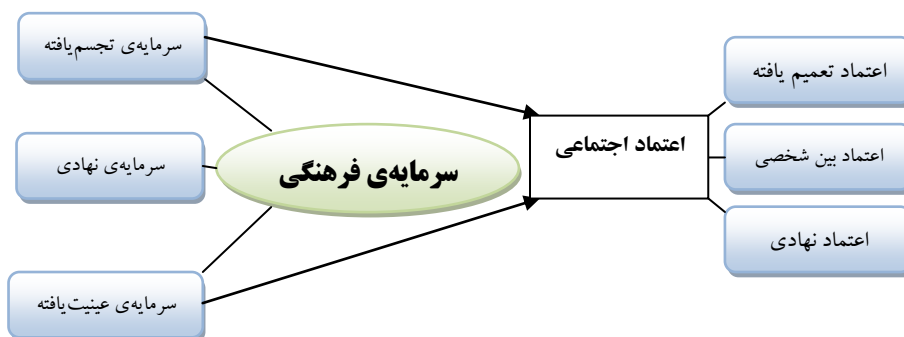 سرمایه‌ی تجسم‌یافته
اعتماد تعمیم یافته
اعتماد اجتماعی
اعتماد بین شخصی
سرمایه‌ی نهادی
سرمایه‌ی فرهنگی
اعتماد نهادی
سرمایه‌ی عینیت‌یافته